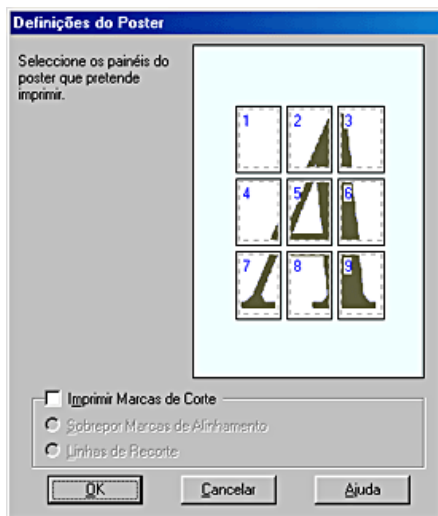 Definições do Poster
Seleccione os painéis do
poster que pretende
imprimir.
1 2 3
4 5 6
7 8 9
Imprimir Marcas de Corte
Sobrepor Marcas de Alinhamento
Linhas de Recorte
OK Cancelar Ajuda